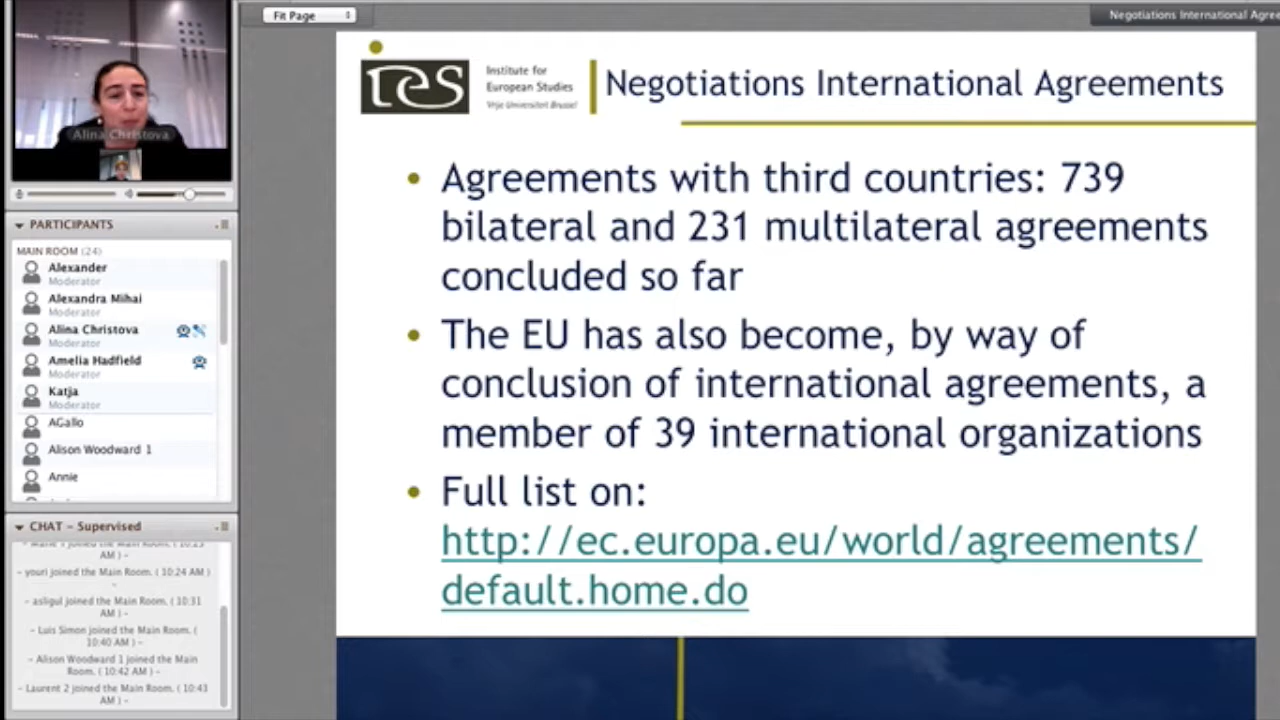 Fit Page
Negotiations International Agree
Alina Christova
PARTICIPANTS
MAIN ROOM (24)
Alexander
Moderator
Alexandra Mihai
Moderator
Alina Christova
Moderator
Amelia Hadfield
Moderator
Katja
Moderator
AGallo
Alison Woodward 1
Annie
CHAT – Supervised
AM ) –
– youri joined the Main Room. ( 10:24 AM )
–
– asligul joined the Main Room. ( 10:31
AM ) –
– Luis Simon joined the Main Room. (
10:40 AM ) –
– Alison Woodward 1 joined the Main
Room. ( 10:42 AM ) –
– Laurent 2 joined the Main Room. ( 10:43
AM ) –
ies
Institute for
European Studies
Vrije Universiteit Brussel
Negotiations International Agreements
• Agreements with third countries: 739
bilateral and 231 multilateral agreements
concluded so far
• The EU has also become, by way of
conclusion of international agreements, a
member of 39 international organizations
• Full list on:
http://ec.europa.eu/world/agreements/
default.home.do